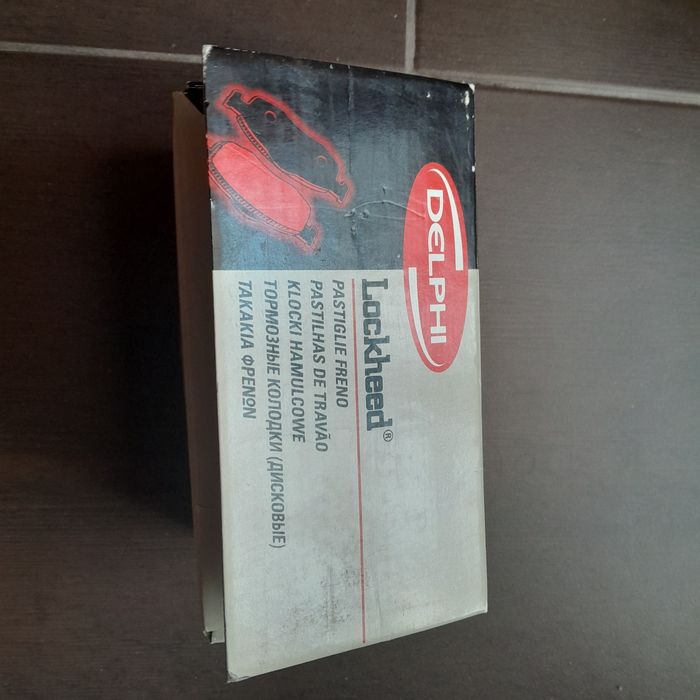 DELPHI
Lockheed®
PASTIGLIE FRENO
PASTILHAS DE TRAVÃO
KLOCKI HAMULCOWE
ТОРМОЗНЫЕ КОЛОДКИ (ДИСКОВЫЕ)
ΤΑΚΑΚΙΑ ΦΡΕΝΩΝ